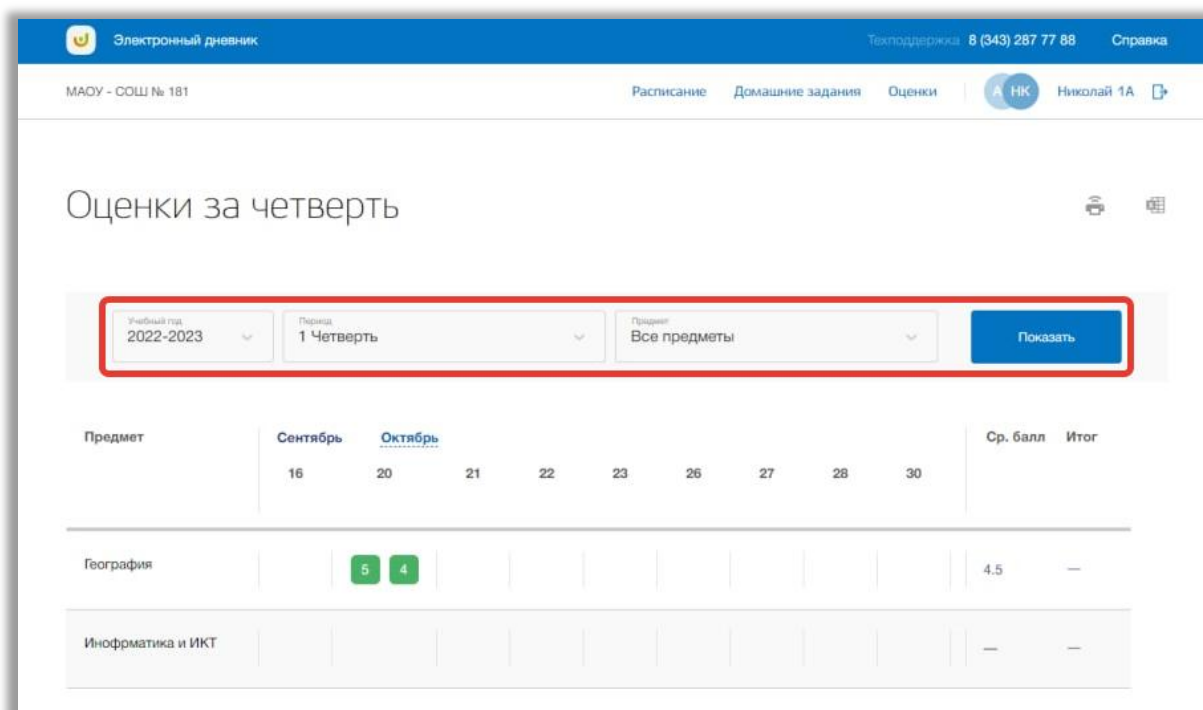 Электронный дневник Техподдержка 8 (343) 287 77 88 Справка
МАОУ - СОШ № 181 Расписание Домашние задания Оценки А НК Николай 1А
Оценки за четверть
Учебный год Период Предмет
2022-2023 1 Четверть Все предметы Показать
Предмет Сентябрь Октябрь Ср. балл Итог
16 20 21 22 23 26 27 28 30
География 5 4 4.5 —
Инофрматика и ИКТ — —